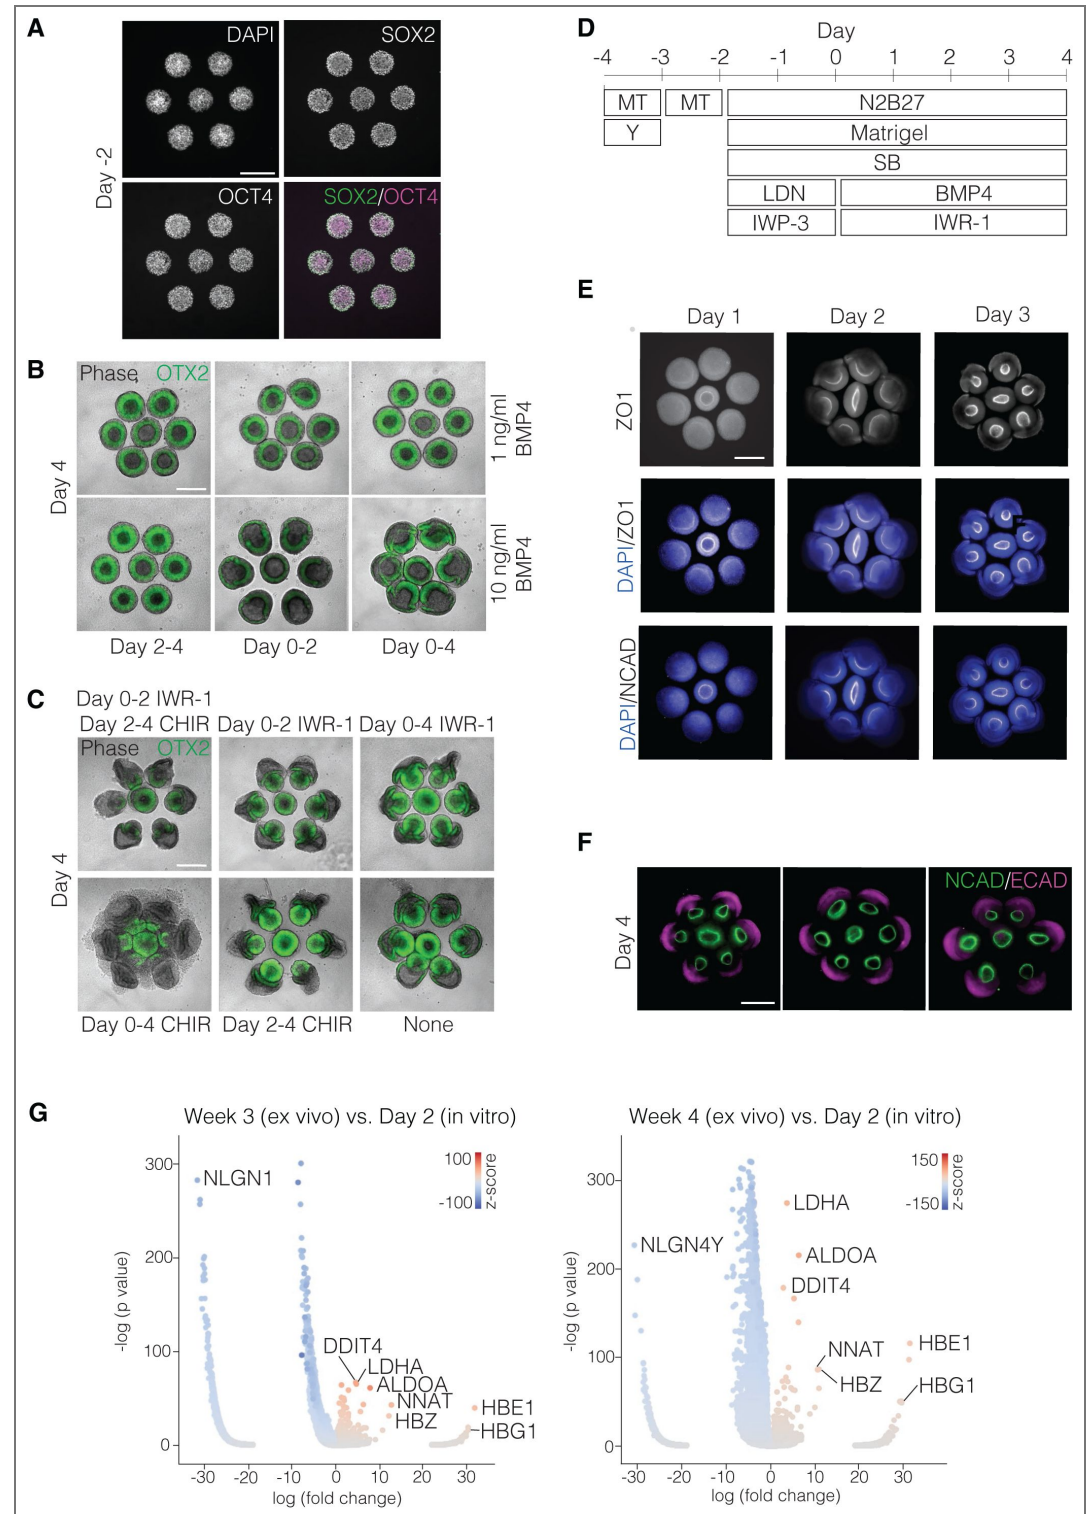 A
DAPI
SOX2
Day -2
OCT4
SOX2/OCT4
B
Phase OTX2
Day 4
1 ng/ml
BMP4
10 ng/ml
BMP4
Day 2-4
Day 0-2
Day 0-4
C
Day 0-2 IWR-1
Day 2-4 CHIR
Day 0-2 IWR-1
Day 0-4 IWR-1
Phase OTX2
Day 4
Day 0-4 CHIR
Day 2-4 CHIR
None
D
Day
-4 -3 -2 -1 0 1 2 3 4
MT MT N2B27
Y Matrigel
SB
LDN BMP4
IWP-3 IWR-1
E
Day 1 Day 2 Day 3
ZO1
DAPI/ZO1
DAPI/NCAD
F
NCAD/ECAD
Day 4
G
Week 3 (ex vivo) vs. Day 2 (in vitro)
-log (p value)
300
200
100
0
NLGN1
100
-100
z-score
DDIT4
LDHA
ALDOA
NNAT
HBZ
HBE1
HBG1
-30 -20 -10 0 10 20 30
log (fold change)
Week 4 (ex vivo) vs. Day 2 (in vitro)
-log (p value)
300
200
100
0
150
-150
z-score
LDHA
NLGN4Y
ALDOA
DDIT4
NNAT
HBZ
HBE1
HBG1
-30 -20 -10 0 10 20 30
log (fold change)